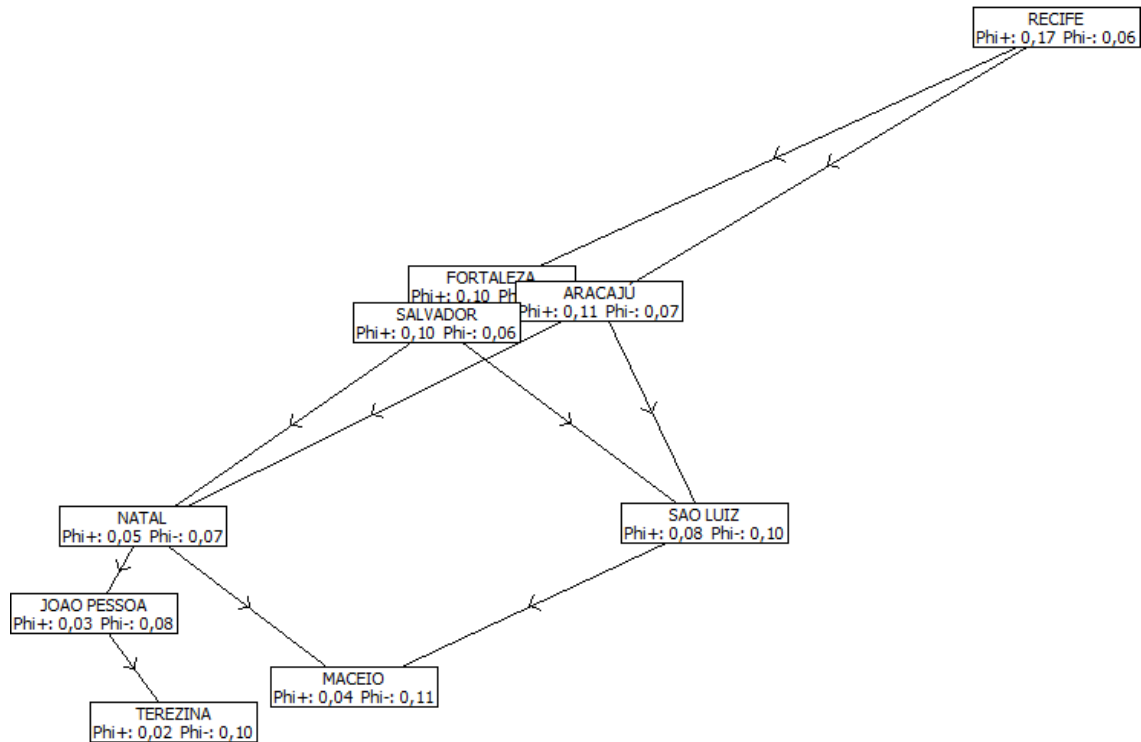 RECIFE
Phi+: 0,17 Phi-: 0,06
FORTALEZA
Phi+: 0,10
ARACAJÚ
Phi+: 0,11 Phi-: 0,07
SALVADOR
Phi+: 0,10 Phi-: 0,06
NATAL
Phi+: 0,05 Phi-: 0,07
SAO LUIZ
Phi+: 0,08 Phi-: 0,10
JOAO PESSOA
Phi+: 0,03 Phi-: 0,08
MACEIO
Phi+: 0,04 Phi-: 0,11
TEREZINA
Phi+: 0,02 Phi-: 0,10